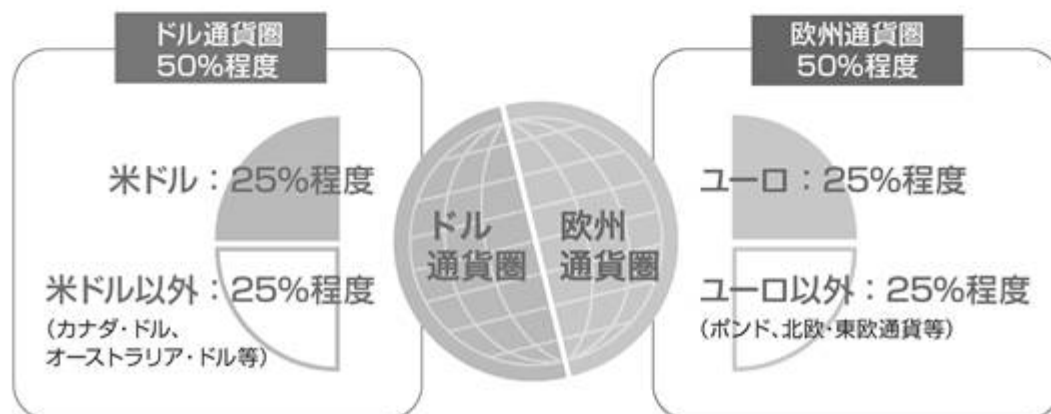 ドル通貨圏
50%程度
米ドル：25%程度
米ドル以外：25%程度
(カナダ・ドル、
オーストラリア・ドル等)
ドル
通貨圏
欧州
通貨圏
欧州通貨圏
50%程度
ユーロ：25%程度
ユーロ以外：25%程度
(ポンド、北欧・東欧通貨等)